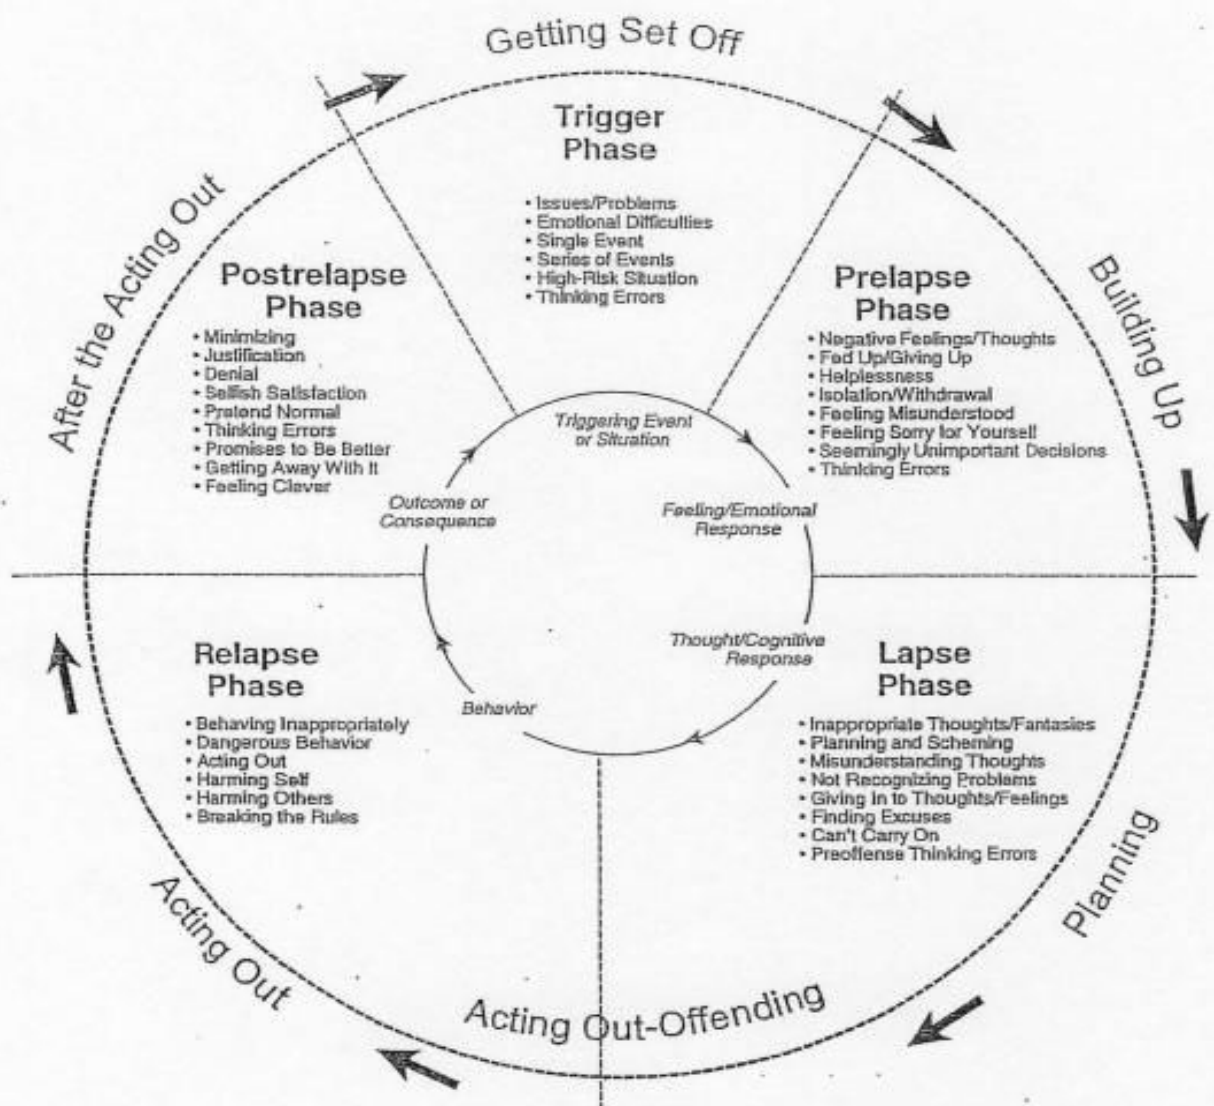 Getting Set Off
Trigger
Phase
• Issues/Problems
• Emotional Difficulties
• Single Event
• Series of Events
• High-Risk Situation
• Thinking Errors
After the Acting Out
Postrelapse
Phase
• Minimizing
• Justification
• Denial
• Selfish Satisfaction
• Pretend Normal
• Thinking Errors
• Promises to Be Better
• Getting Away With It
• Feeling Clever
Prelapse
Phase
• Negative Feelings/Thoughts
• Fed Up/Giving Up
• Helplessness
• Isolation/Withdrawal
• Feeling Misunderstood
• Feeling Sorry for Yourself
• Seemingly Unimportant Decisions
• Thinking Errors
Building Up
Triggering Event
or Situation
Outcome or
Consequence
Feeling/Emotional
Response
Thought/Cognitive
Response
Behavior
Relapse
Phase
• Behaving Inappropriately
• Dangerous Behavior
• Acting Out
• Harming Self
• Harming Others
• Breaking the Rules
Lapse
Phase
• Inappropriate Thoughts/Fantasies
• Planning and Scheming
• Misunderstanding Thoughts
• Not Recognizing Problems
• Giving In to Thoughts/Feelings
• Finding Excuses
• Can't Carry On
• Preoffense Thinking Errors
Planning
Acting Out
Acting Out-Offending